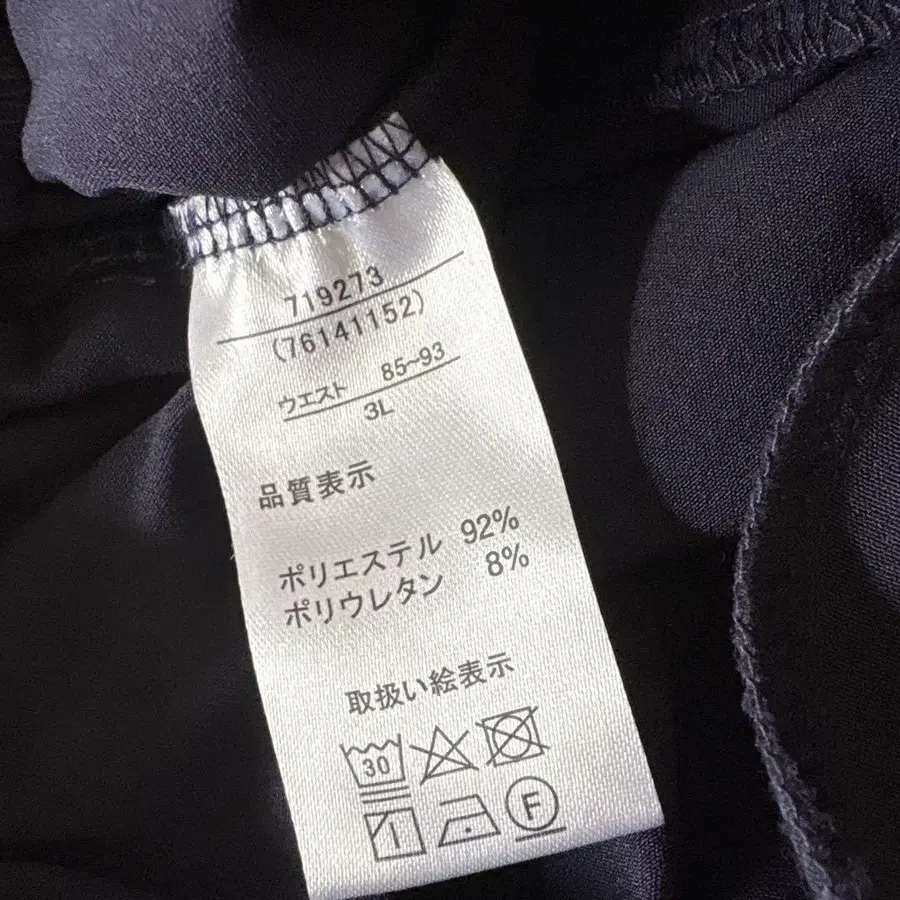 719273
(76141152)
ウエスト 85~93
3L
品質表示
ポリエステル 92%
ポリウレタン 8%
取扱い絵表示
30
F